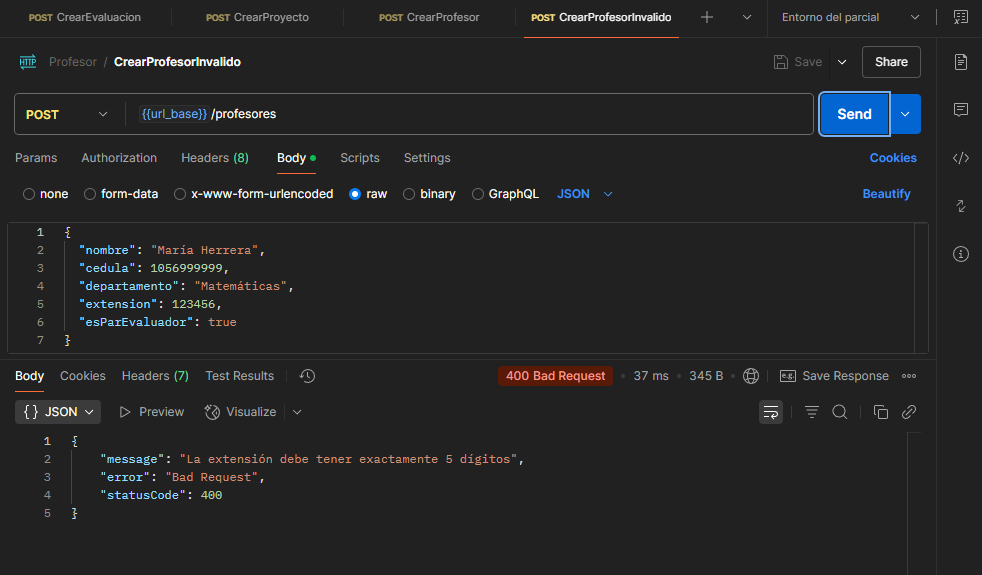 POST CrearEvaluacion POST CrearProyecto POST CrearProfesor POST CrearProfesorInvalido Entorno del parcial
HTTP Profesor / CrearProfesorInvalido Save Share
POST {{url_base}} /profesores Send
Params Authorization Headers (8) Body Scripts Settings Cookies
none form-data x-www-form-urlencoded raw binary GraphQL JSON Beautify
1 {
2 "nombre": "María Herrera",
3 "cedula": 1056999999,
4 "departamento": "Matemáticas",
5 "extension": 123456,
6 "esParEvaluador": true
7 }
Body Cookies Headers (7) Test Results 400 Bad Request 37 ms 345 B e.g. Save Response
{} JSON Preview Visualize
1 {
2 "message": "La extensión debe tener exactamente 5 dígitos",
3 "error": "Bad Request",
4 "statusCode": 400
5 }